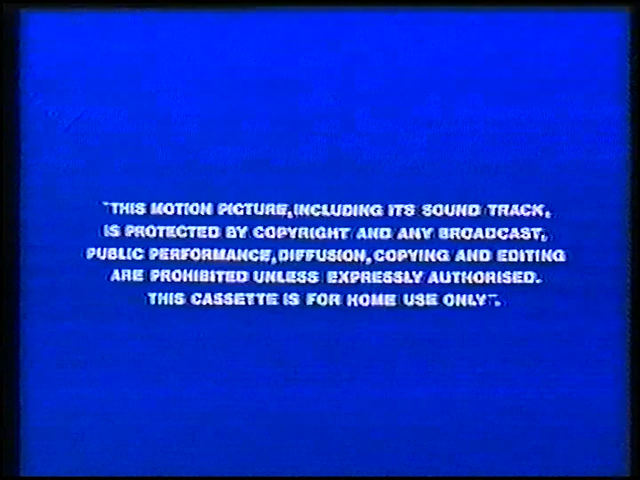 "THIS MOTION PICTURE, INCLUDING ITS SOUND TRACK,
IS PROTECTED BY COPYRIGHT AND ANY BROADCAST,
PUBLIC PERFORMANCE, DIFFUSION, COPYING AND EDITING
ARE PROHIBITED UNLESS EXPRESSLY AUTHORISED.
THIS CASSETTE IS FOR HOME USE ONLY".